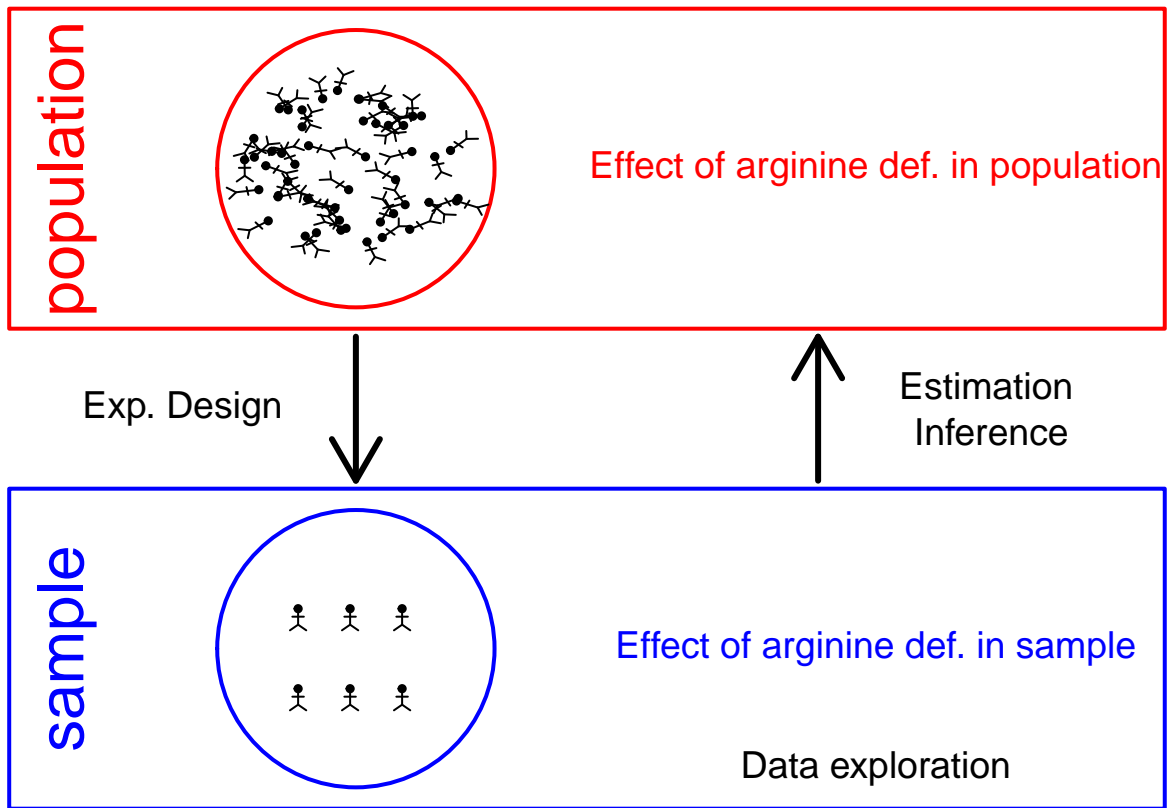 population
Effect of arginine def. in population
Exp. Design
Estimation
Inference
sample
Effect of arginine def. in sample
Data exploration